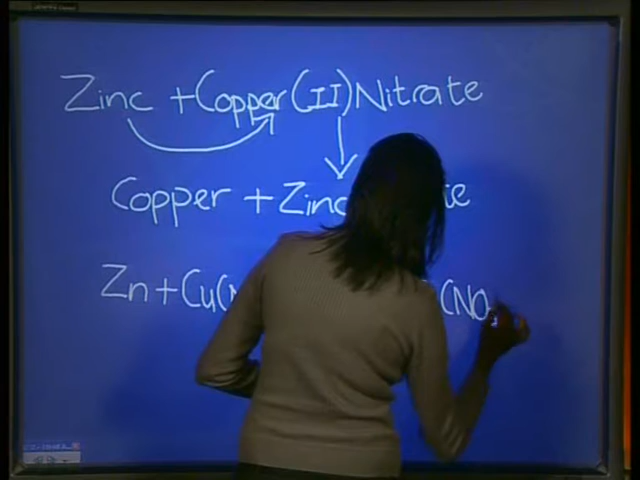 Zinc + Copper (II) Nitrate
Copper + Zinc
Zn + Cu(N (NO